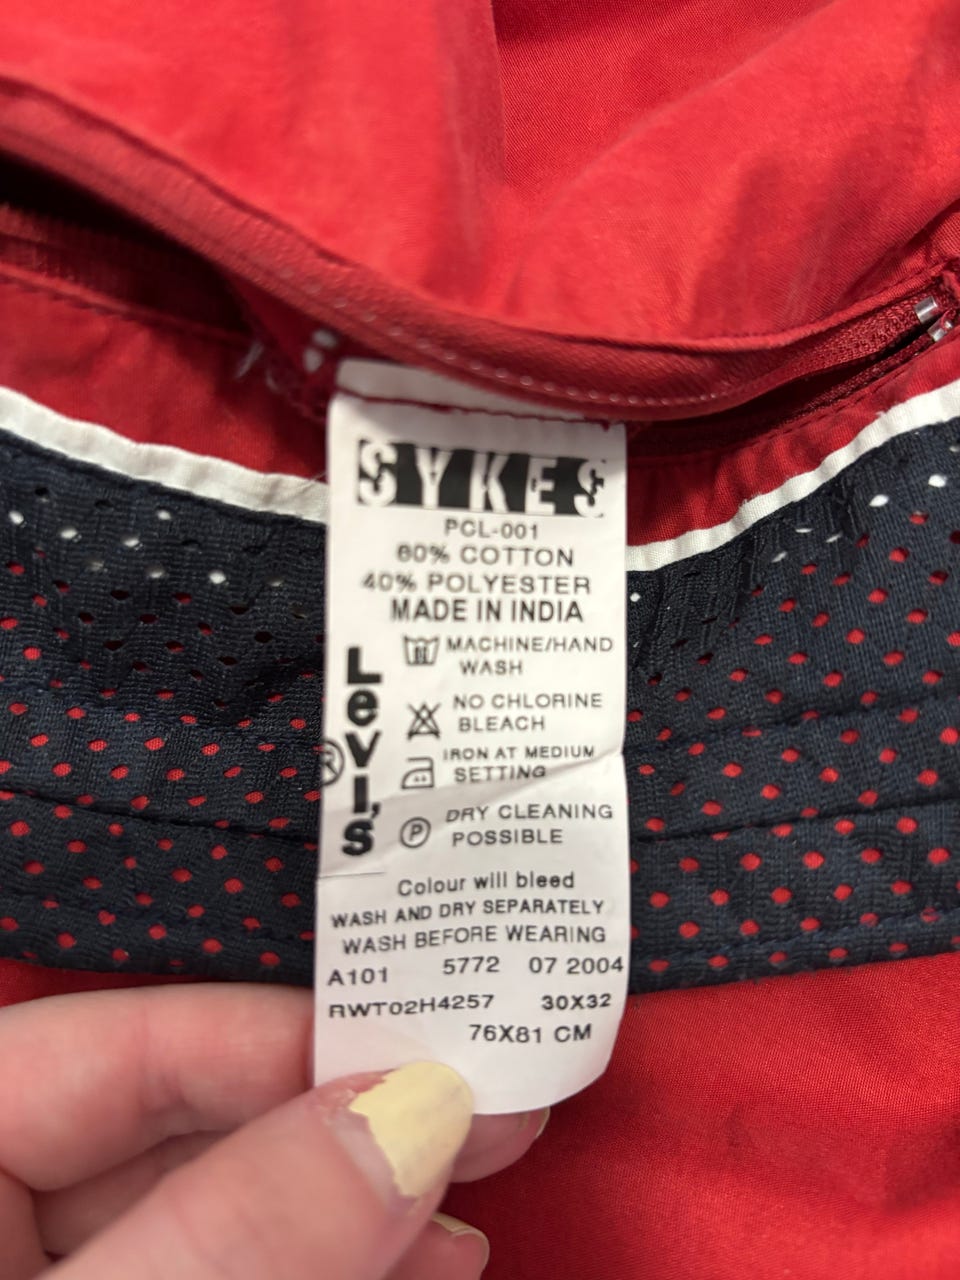 SYKES
PCL-001
60% COTTON
40% POLYESTER
MADE IN INDIA
MACHINE/HAND
WASH
NO CHLORINE
BLEACH
IRON AT MEDIUM
SETTING
P
DRY CLEANING
POSSIBLE
LeVI'S
®
Colour will bleed
WASH AND DRY SEPARATELY
WASH BEFORE WEARING
A101 5772 07 2004
RWT02H4257 30X32
76X81 CM